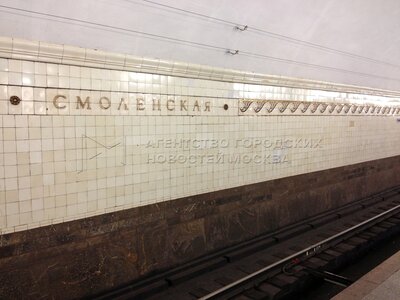 СМОЛЕНСКАЯ
АГЕНТСТВО ГОРОДСКИХ
НОВОСТЕЙ МОСКВА